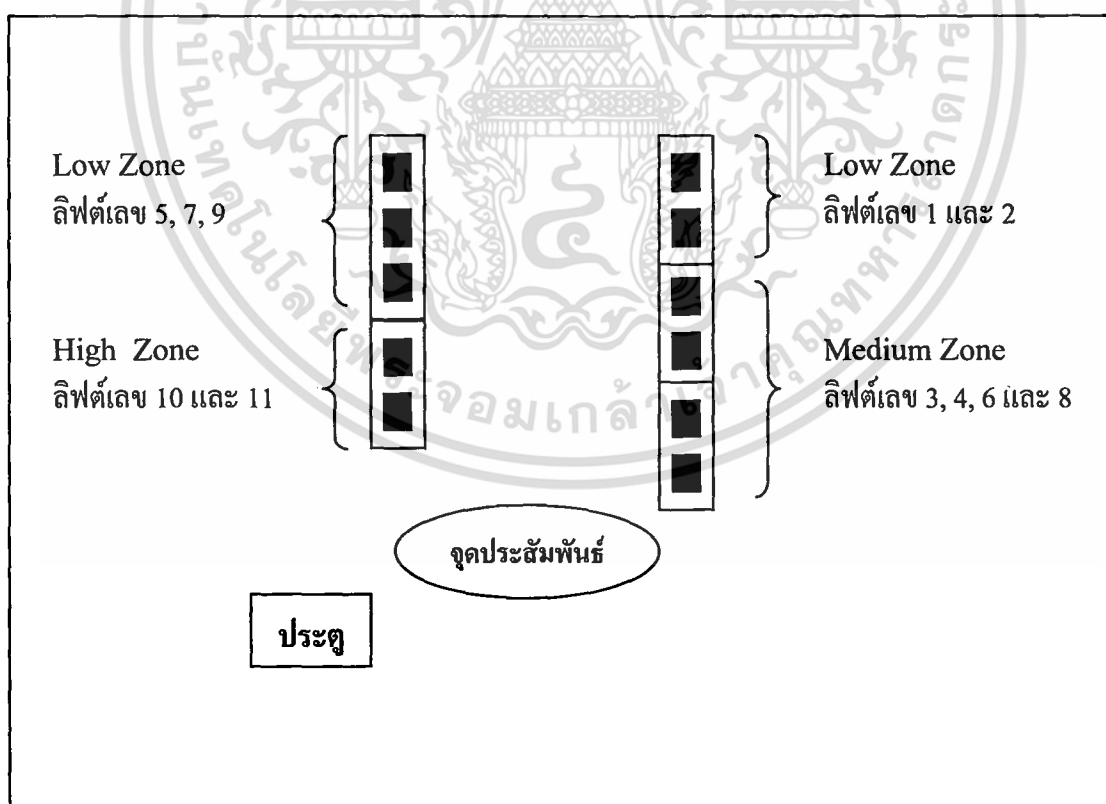 Low Zone
ลิฟต์เลข 5, 7, 9
Low Zone
ลิฟต์เลข 1 และ 2
High Zone
ลิฟต์เลข 10 และ 11
Medium Zone
ลิฟต์เลข 3, 4, 6 และ 8
จุดประสัมพันธ์
ประตู